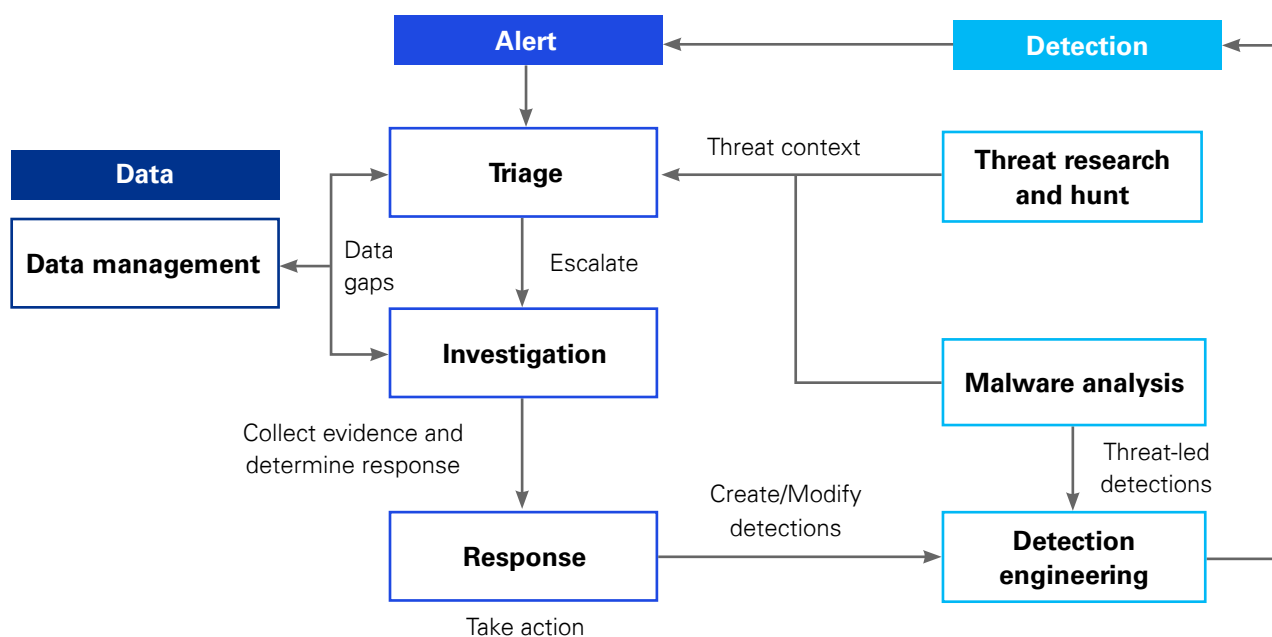 Alert
Detection
Threat context
Triage
Threat research
and hunt
Data
Data management
Data
gaps
Escalate
Investigation
Malware analysis
Collect evidence and
determine response
Threat-led
detections
Create/Modify
detections
Response
Detection
engineering
Take action